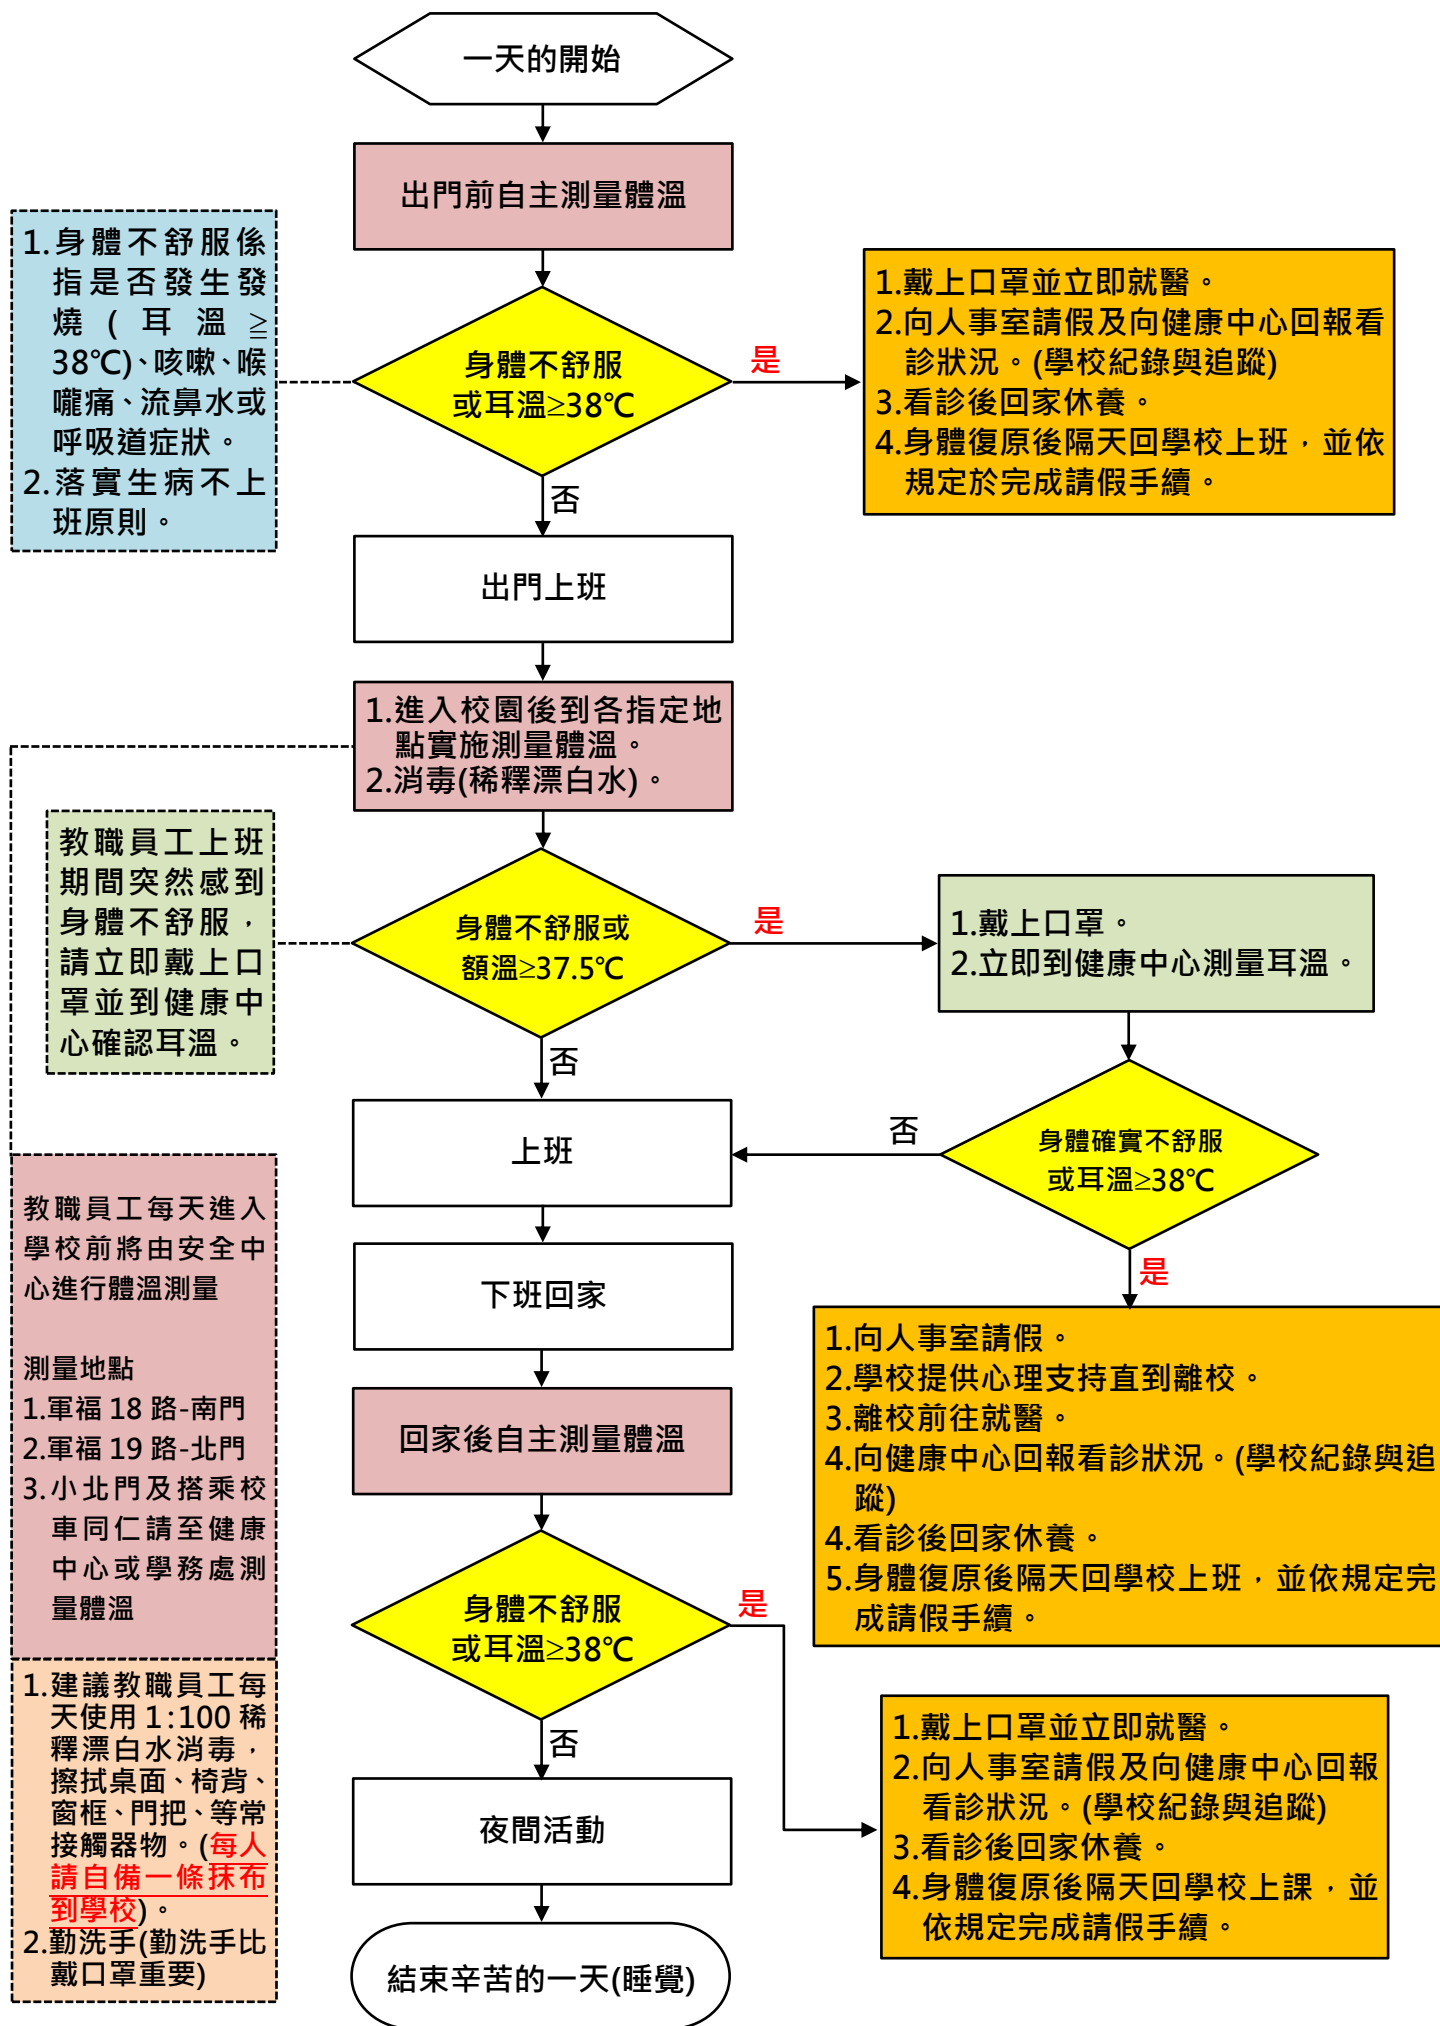 一天的開始
出門前自主測量體溫
1.身體不舒服係
指是否發生發
燒(耳溫≧
38℃)、咳嗽、喉
嚨痛、流鼻水或
呼吸道症狀。
2.落實生病不上
班原則。
身體不舒服
或耳溫≥38℃
是
1.戴上口罩並立即就醫。
2.向人事室請假及向健康中心回報看
診狀況。(學校紀錄與追蹤)
3.看診後回家休養。
4.身體復原後隔天回學校上班，並依
規定於完成請假手續。
否
出門上班
1.進入校園後到各指定地
點實施測量體溫。
2.消毒(稀釋漂白水)。
教職員工上班
期間突然感到
身體不舒服，
請立即戴上口
罩並到健康中
心確認耳溫。
身體不舒服或
額溫≥37.5℃
是
1.戴上口罩。
2.立即到健康中心測量耳溫。
否
上班
否
身體確實不舒服
或耳溫≥38℃
是
教職員工每天進入
學校前將由安全中
心進行體溫測量
測量地點
1.軍福 18 路-南門
2.軍福 19 路-北門
3.小北門及搭乘校
車同仁請至健康
中心或學務處測
量體溫
下班回家
1.向人事室請假。
2.學校提供心理支持直到離校。
3.離校前往就醫。
4.向健康中心回報看診狀況。(學校紀錄與追
蹤)
4.看診後回家休養。
5.身體復原後隔天回學校上班，並依規定完
成請假手續。
回家後自主測量體溫
身體不舒服
或耳溫≥38℃
是
1.建議教職員工每
天使用 1:100 稀
釋漂白水消毒，
擦拭桌面、椅背、
窗框、門把、等常
接觸器物。(每人
請自備一條抹布
到學校)。
2.勤洗手(勤洗手比
戴口罩重要)
否
夜間活動
1.戴上口罩並立即就醫。
2.向人事室請假及向健康中心回報
看診狀況。(學校紀錄與追蹤)
3.看診後回家休養。
4.身體復原後隔天回學校上課，並
依規定完成請假手續。
結束辛苦的一天(睡覺)